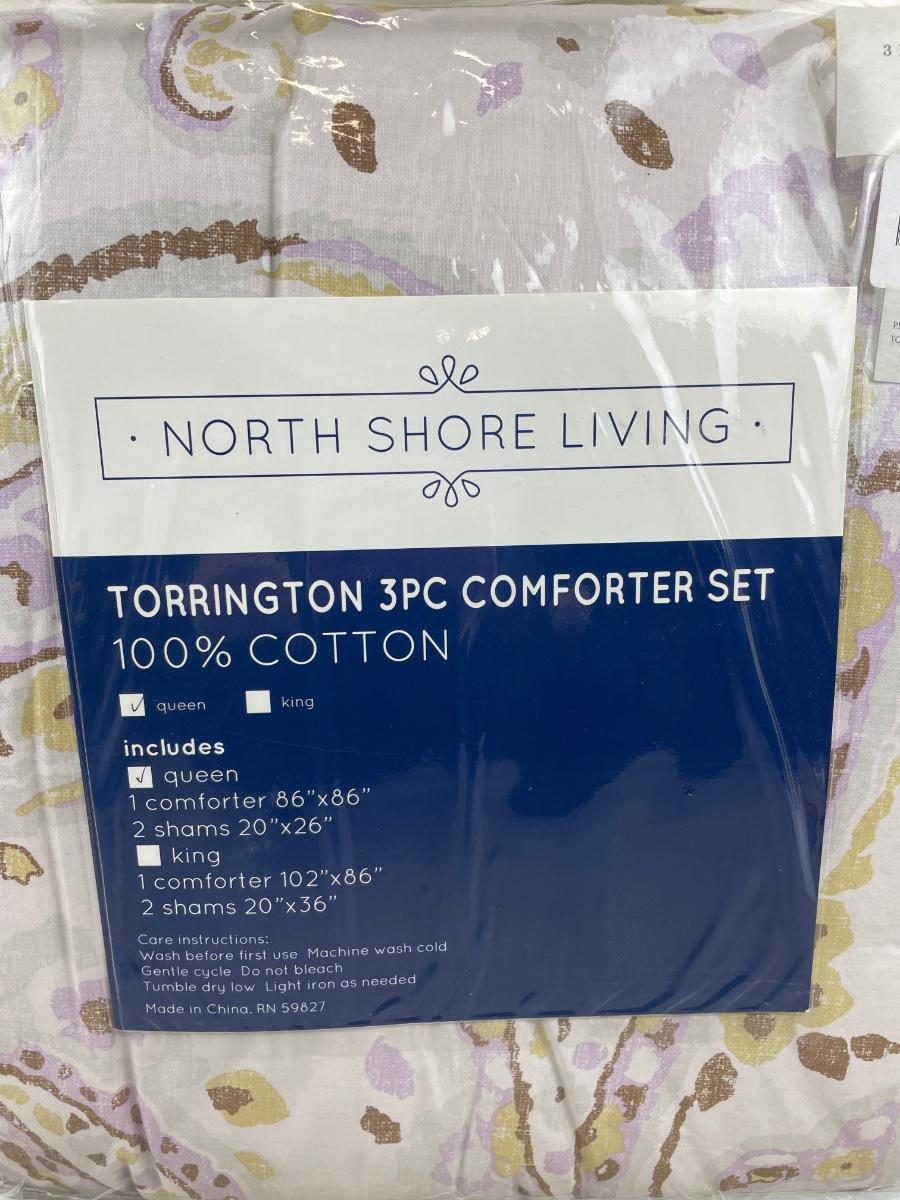 3
· NORTH SHORE LIVING ·
TORRINGTON 3PC COMFORTER SET
100% COTTON
queen king
includes
queen
1 comforter 86"x86"
2 shams 20"x26"
king
1 comforter 102"x86"
2 shams 20"x36"
Care instructions:
Wash before first use Machine wash cold
Gentle cycle Do not bleach
Tumble dry low Light iron as needed
Made in China. RN 59827